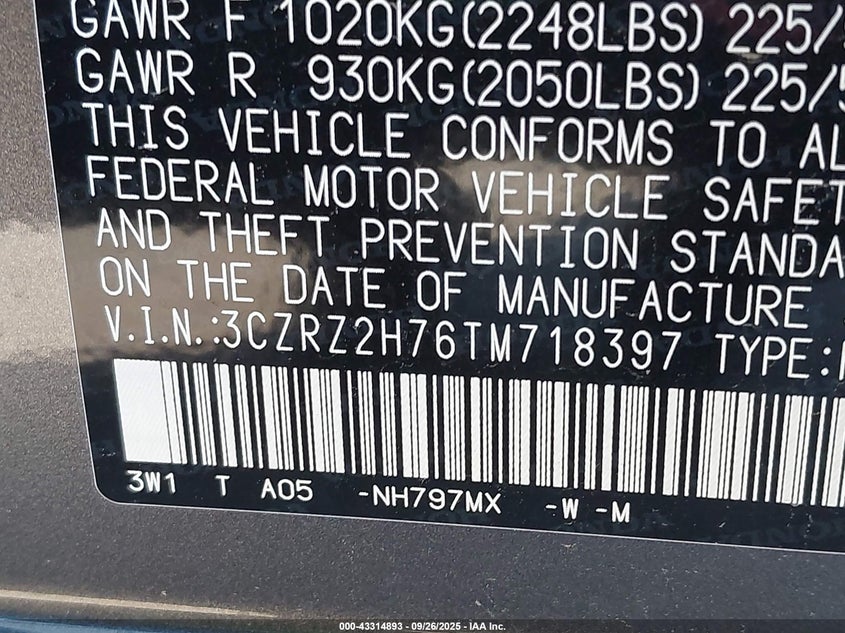 GAWR F 1020KG(2248LBS) 225/
GAWR R 930KG(2050LBS) 225/5
THIS VEHICLE CONFORMS TO AL
FEDERAL MOTOR VEHICLE SAFET
AND THEFT PREVENTION STANDA
ON THE DATE OF MANUFACTURE
V.I.N.:3CZRZ2H76TM718397 TYPE:
3W1 T A05 -NH797MX -W -M
000-43314893 - 09/26/2025 - IAA Inc.